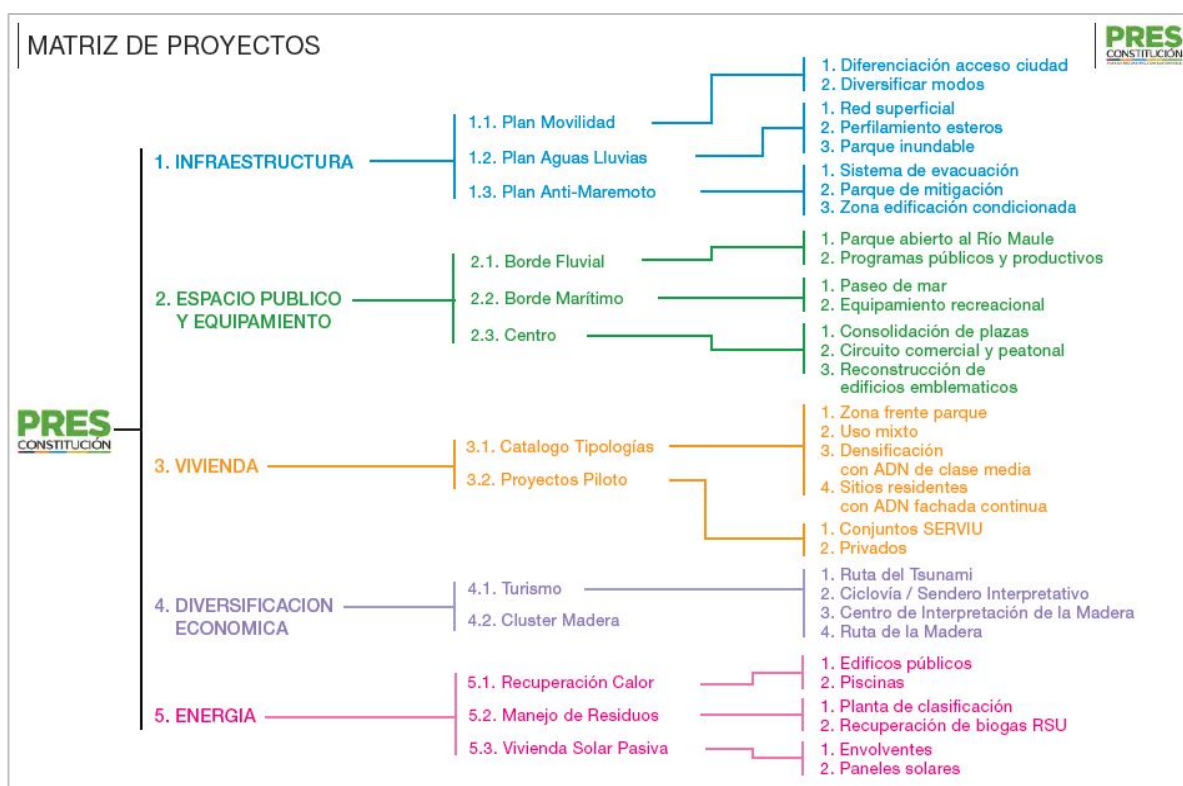 MATRIZ DE PROYECTOS
PRES
CONSTITUCIÓN
PRES
CONSTITUCIÓN
1. INFRAESTRUCTURA
1.1. Plan Movilidad
1. Diferenciación acceso ciudad
2. Diversificar modos
1.2. Plan Aguas Lluvias
1. Red superficial
2. Perfilamiento esteros
3. Parque inundable
1.3. Plan Anti-Maremoto
1. Sistema de evacuación
2. Parque de mitigación
3. Zona edificación condicionada
2. ESPACIO PUBLICO
Y EQUIPAMIENTO
2.1. Borde Fluvial
1. Parque abierto al Río Maule
2. Programas públicos y productivos
2.2. Borde Marítimo
1. Paseo de mar
2. Equipamiento recreacional
2.3. Centro
1. Consolidación de plazas
2. Circuito comercial y peatonal
3. Reconstrucción de
edificios emblematicos
3. VIVIENDA
3.1. Catalogo Tipologías
1. Zona frente parque
2. Uso mixto
3. Densificación
con ADN de clase media
4. Sitios residentes
con ADN fachada continua
3.2. Proyectos Piloto
1. Conjuntos SERVIU
2. Privados
4. DIVERSIFICACION
ECONOMICA
4.1. Turismo
1. Ruta del Tsunami
2. Ciclovía / Sendero Interpretativo
3. Centro de Interpretación de la Madera
4. Ruta de la Madera
4.2. Cluster Madera
5. ENERGIA
5.1. Recuperación Calor
1. Edificos públicos
2. Piscinas
5.2. Manejo de Residuos
1. Planta de clasificación
2. Recuperación de biogas RSU
5.3. Vivienda Solar Pasiva
1. Envolventes
2. Paneles solares